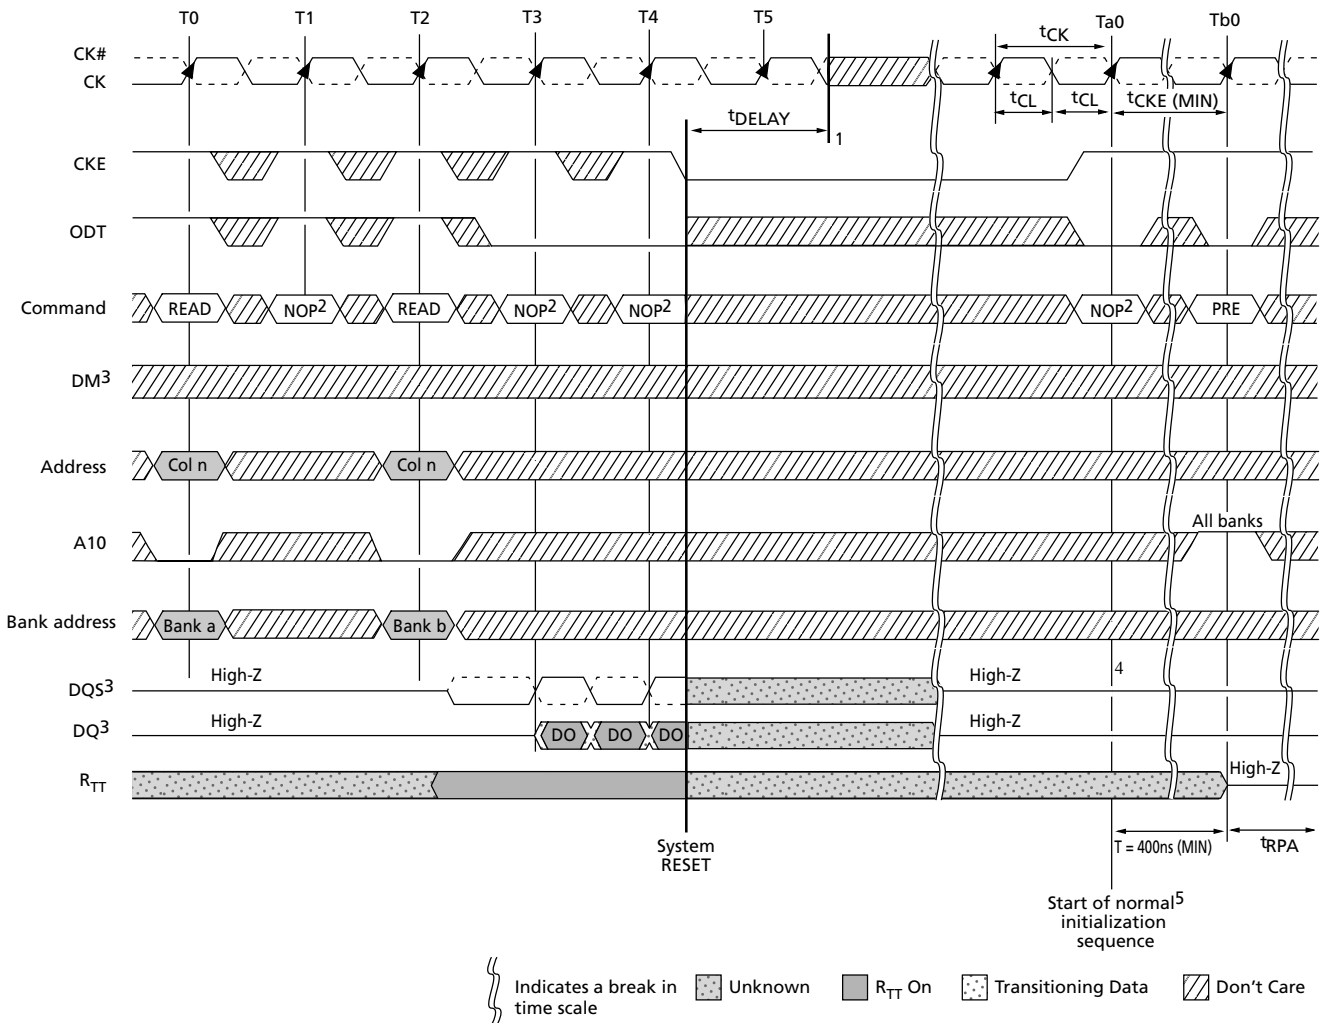 T0 T1 T2 T3 T4 T5 Ta0 Tb0
CK#
CK
tCK
tCL tCL tCKE (MIN)
tDELAY
1
CKE
ODT
Command READ NOP2 READ NOP2 NOP2 NOP2 PRE
DM3
Address Col n Col n
A10 All banks
Bank address Bank a Bank b
DQS3 High-Z High-Z 4
DQ3 High-Z DO DO DO High-Z
RTT High-Z
System
RESET
T = 400ns (MIN) tRPA
Start of normal5
initialization
sequence
Indicates a break in
time scale
Unknown
RTT On
Transitioning Data
Don't Care